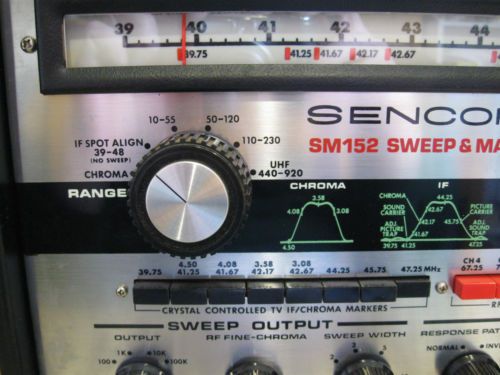 39 40 41 42 43 44
39.75 41.25 41.67 42.17 42.67
SENCOR
SM152 SWEEP & MA
10-55 50-120
IF SPOT ALIGN
39-48
(NO SWEEP)
110-230
CHROMA
UHF
440-920
RANGE
CHROMA IF
3.58
4.08 3.08
4.50
CHROMA
SOUND
CARRIER
ADJ.
PICTURE
TRAP
39.75 41.25
44.25
42.67
42.17
45.75
PICTURE
CARRIER
ADJ.
SOUND
TRAP
47.25
4.50 4.08 3.58 3.08
39.75 41.25 41.67 42.17 42.67 44.25 45.75 47.25 MHz
CRYSTAL CONTROLLED TV IF/CHROMA MARKERS
CH 4
67.25
SWEEP OUTPUT
OUTPUT RF FINE-CHROMA SWEEP WIDTH
RESPONSE PAT
100 1K 10K 100K
NORMAL INV